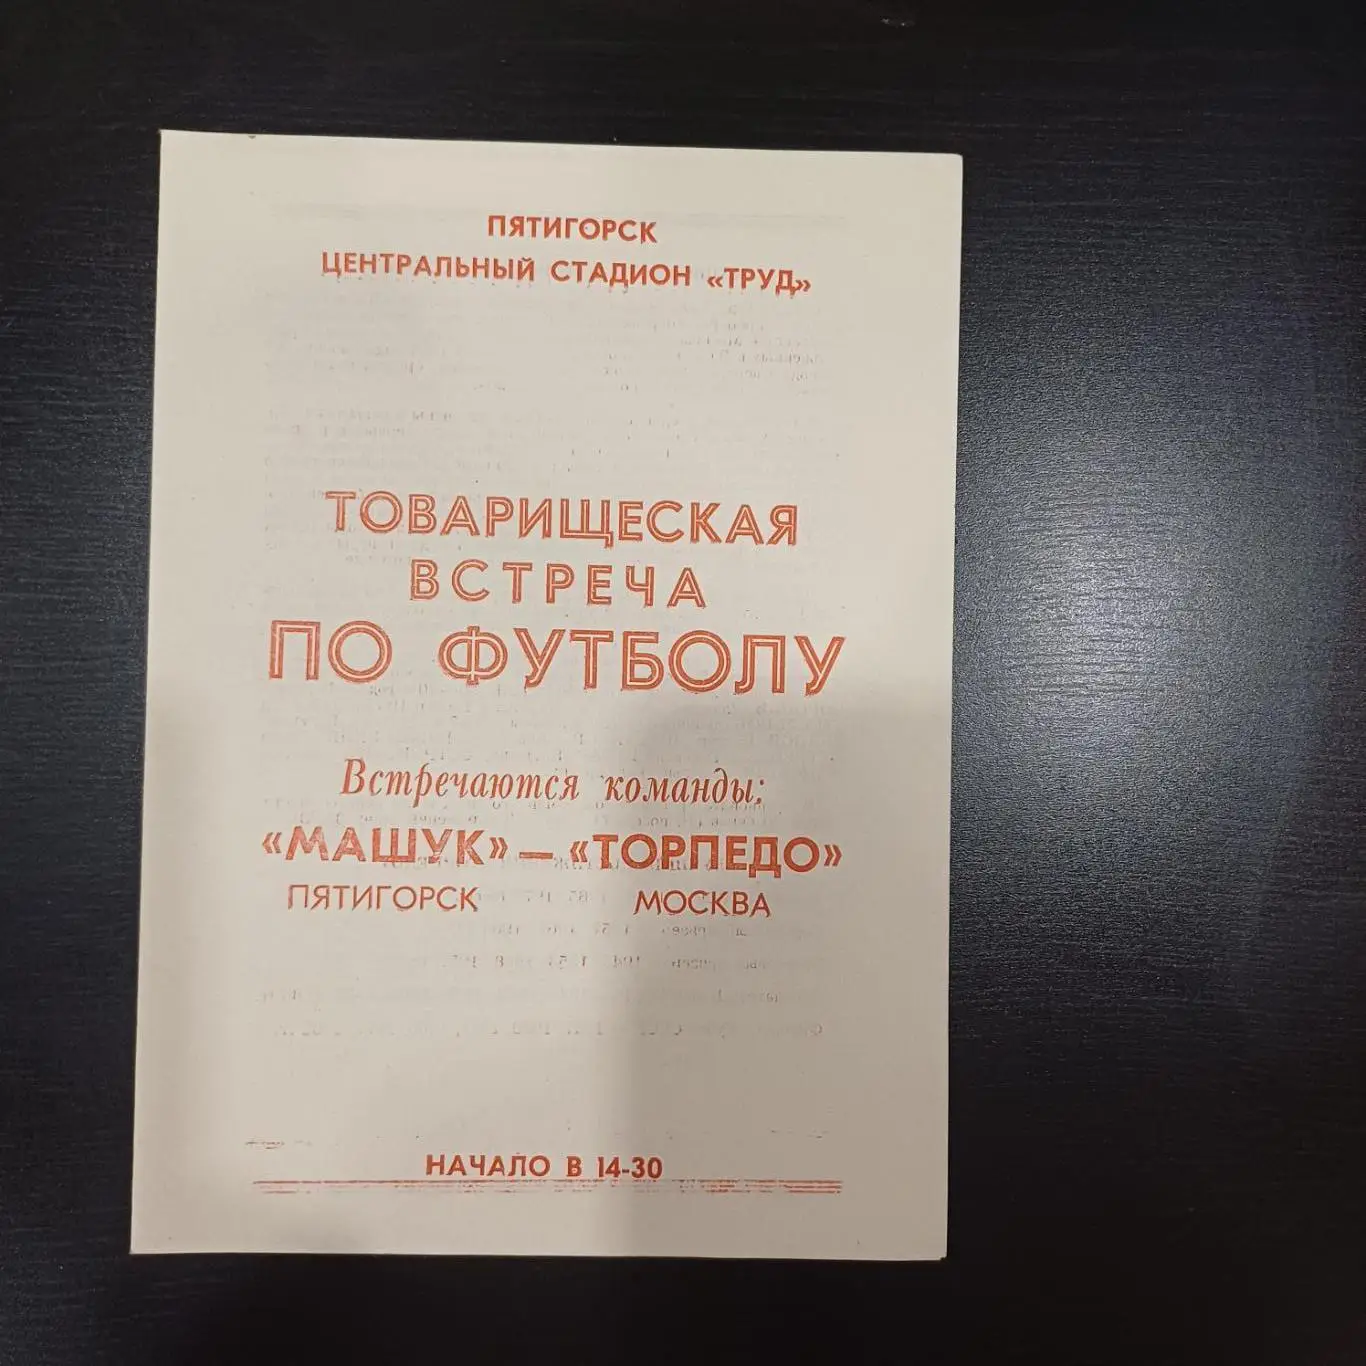 ПЯТИГОРСК
ЦЕНТРАЛЬНЫЙ СТАДИОН «ТРУД»
ТОВАРИЩЕСКАЯ
ВСТРЕЧА
ПО ФУТБОЛУ
Встречаются команды:
«МАШУК» — «ТОРПЕДО»
ПЯТИГОРСК МОСКВА
НАЧАЛО В 14-30